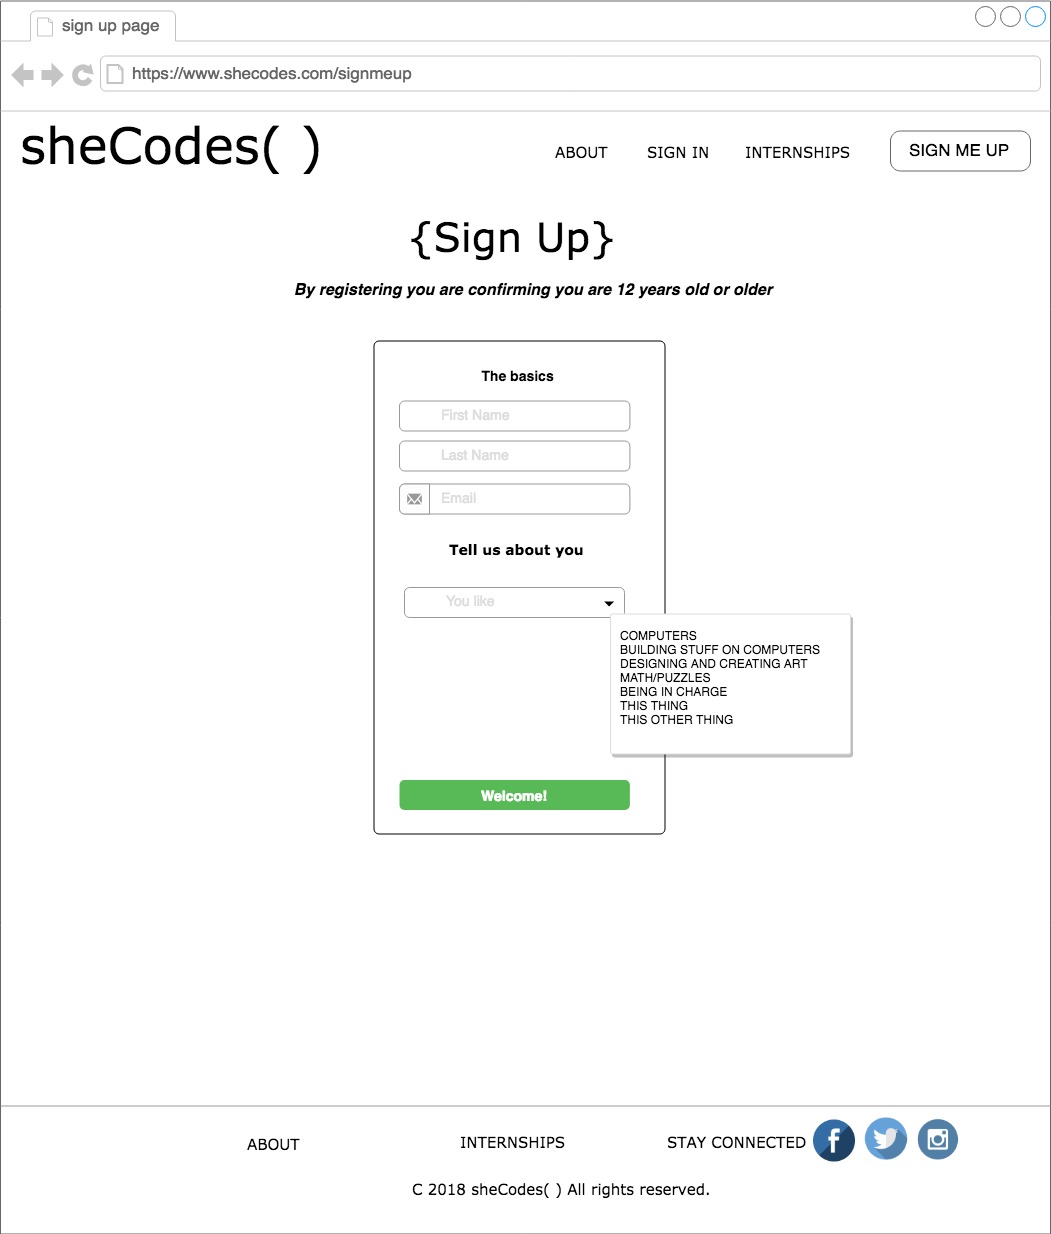 sign up page
https://www.shecodes.com/signmeup
sheCodes( )
ABOUT SIGN IN INTERNSHIPS SIGN ME UP
{Sign Up}
By registering you are confirming you are 12 years old or older
The basics
First Name
Last Name
Email
Tell us about you
You like
COMPUTERS
BUILDING STUFF ON COMPUTERS
DESIGNING AND CREATING ART
MATH/PUZZLES
BEING IN CHARGE
THIS THING
THIS OTHER THING
Welcome!
ABOUT INTERNSHIPS STAY CONNECTED
C 2018 sheCodes( ) All rights reserved.